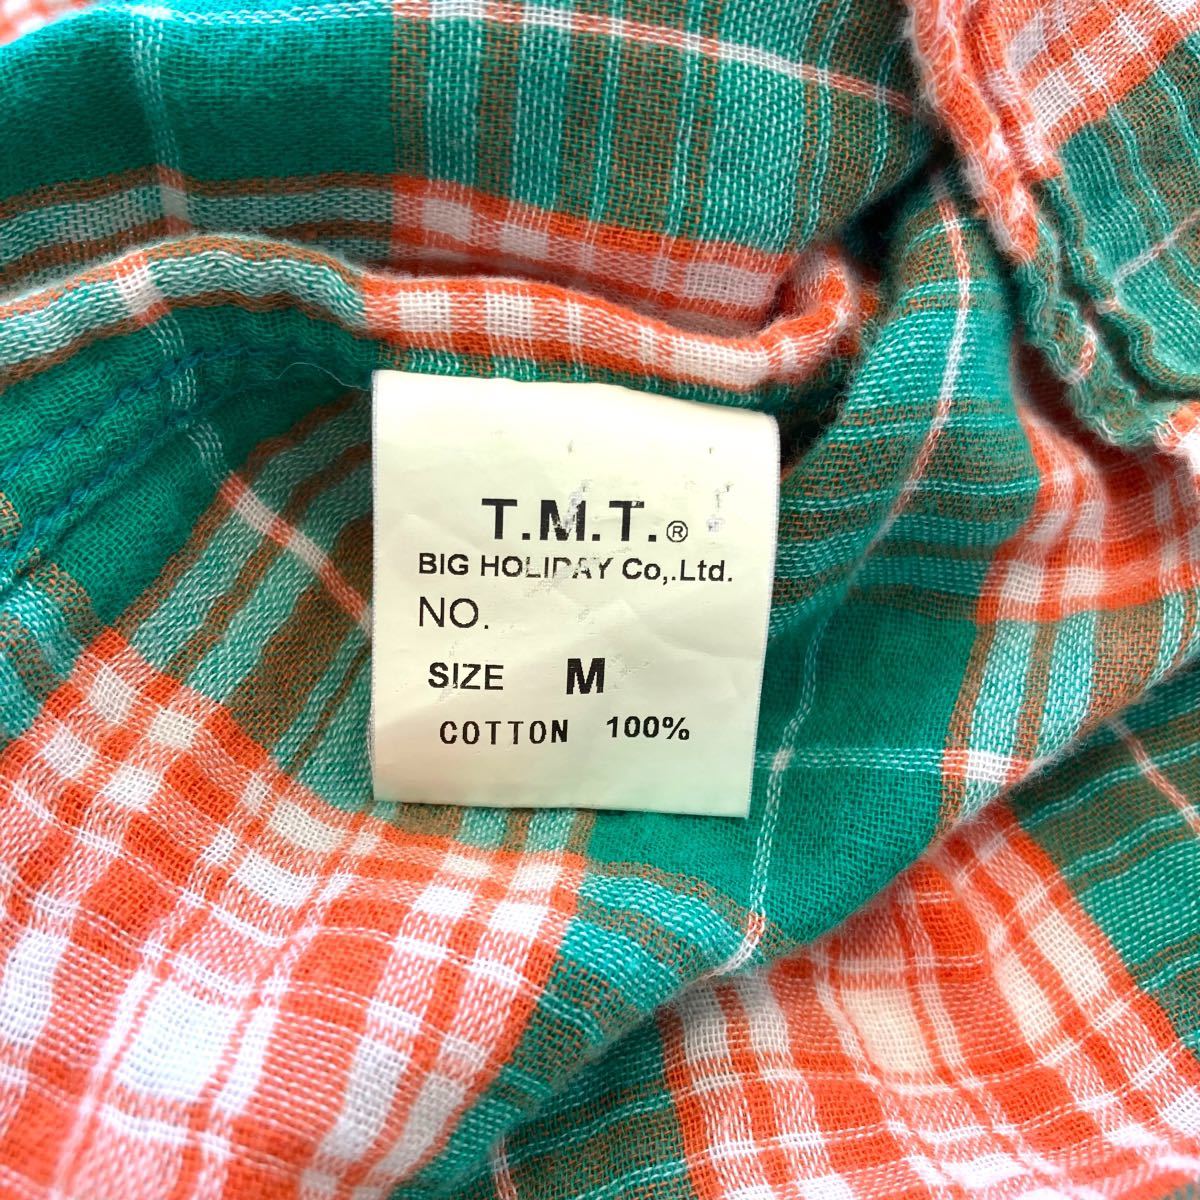 T.M.T.®
BIG HOLIDAY Co,.Ltd.
NO.
SIZE M
COTTON 100%